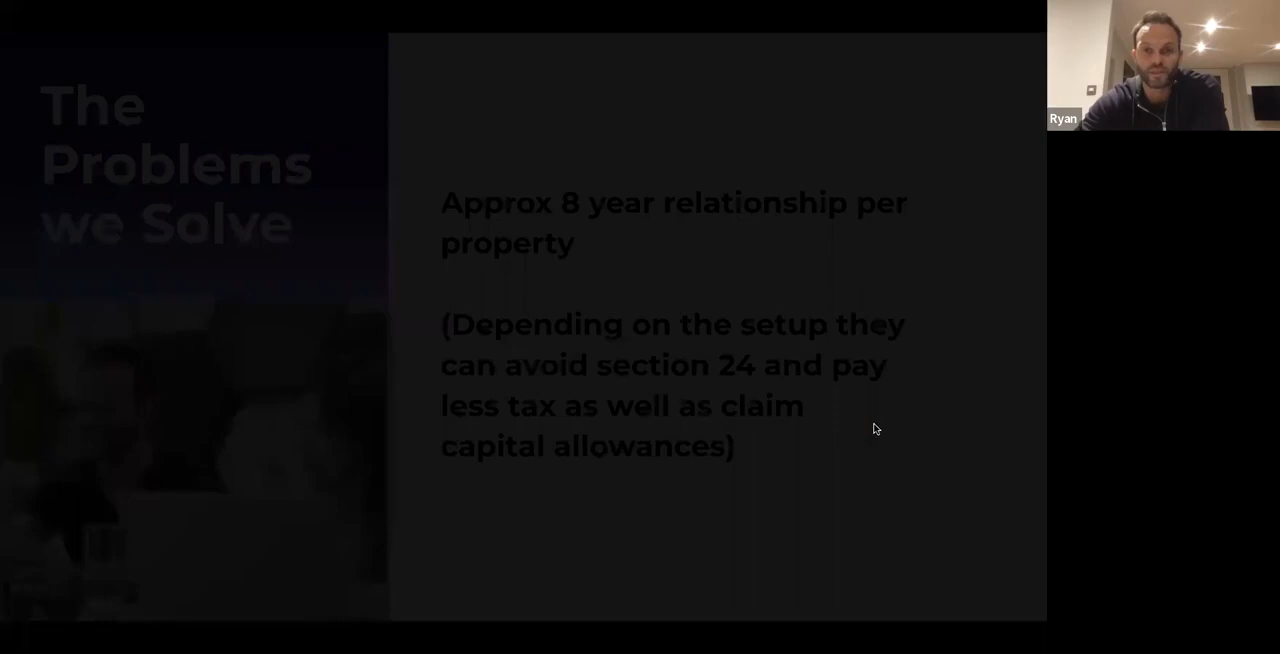 The
Problems
we Solve
Approx 8 year relationship per
property
(Depending on the setup they
can avoid section 24 and pay
less tax as well as claim
capital allowances)
Ryan